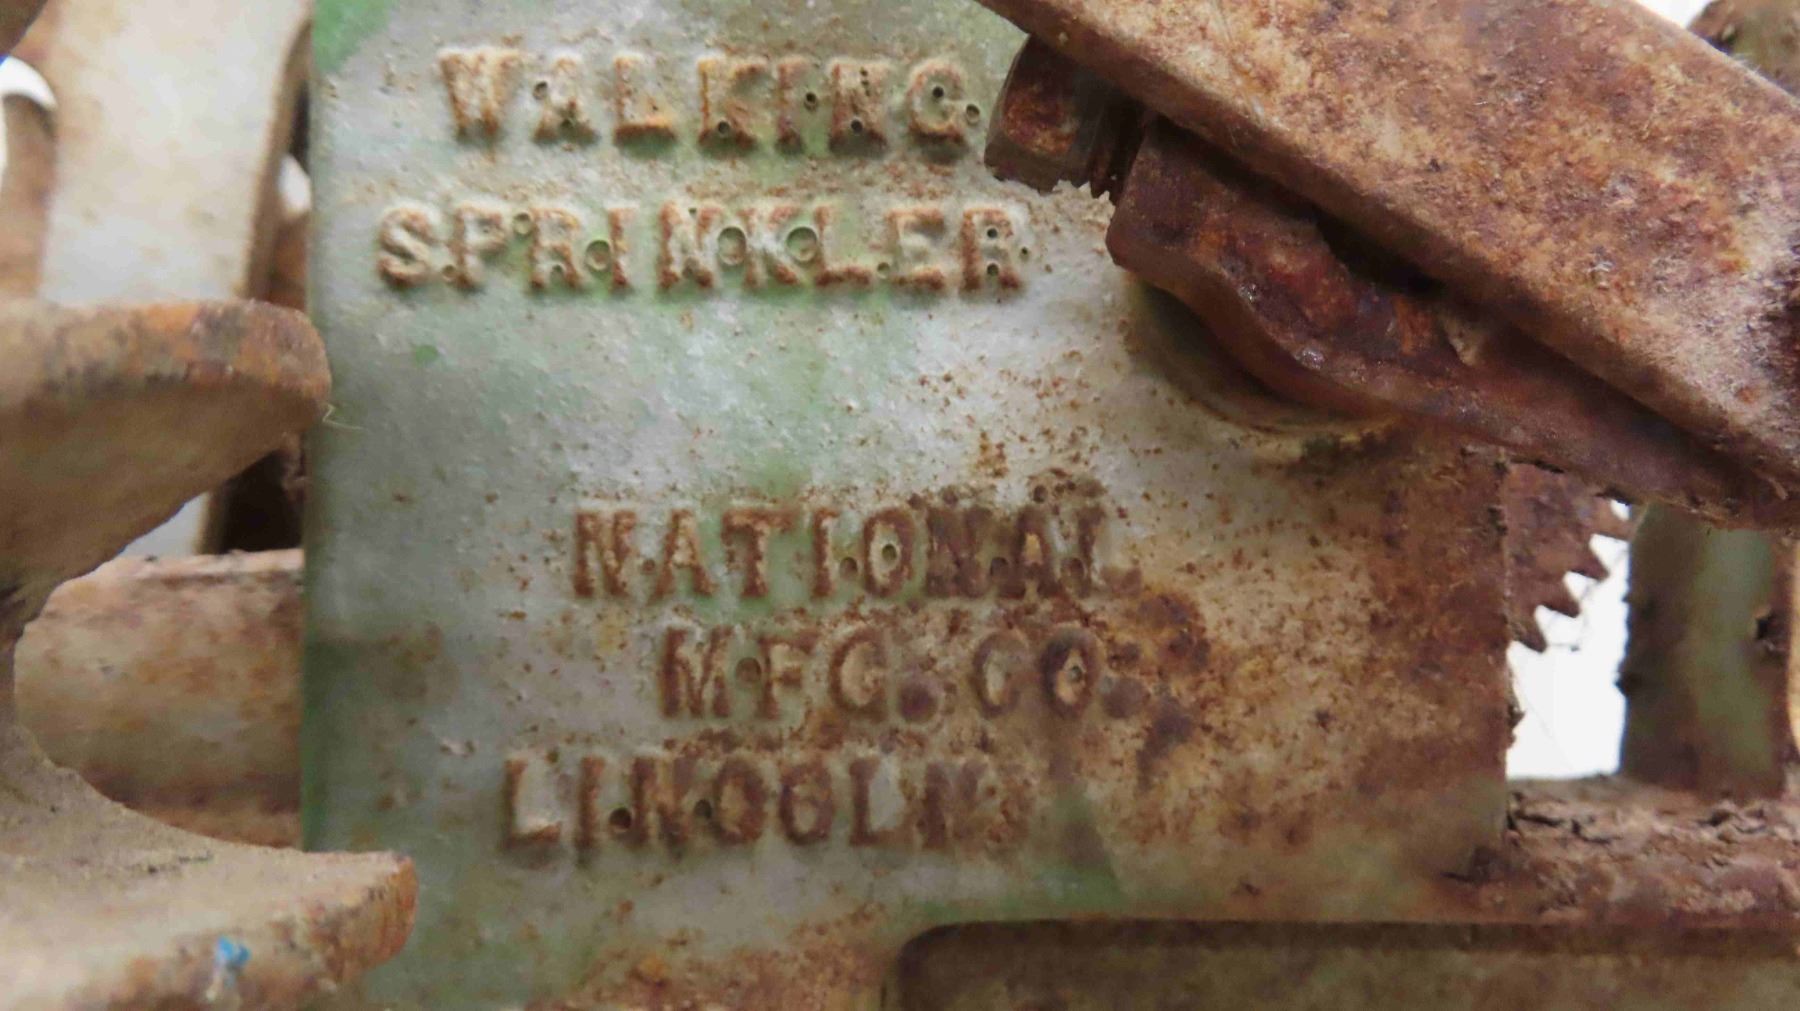 WALKING
SPRINKLER
NATIONAL
MFG. CO.
LINCOLN